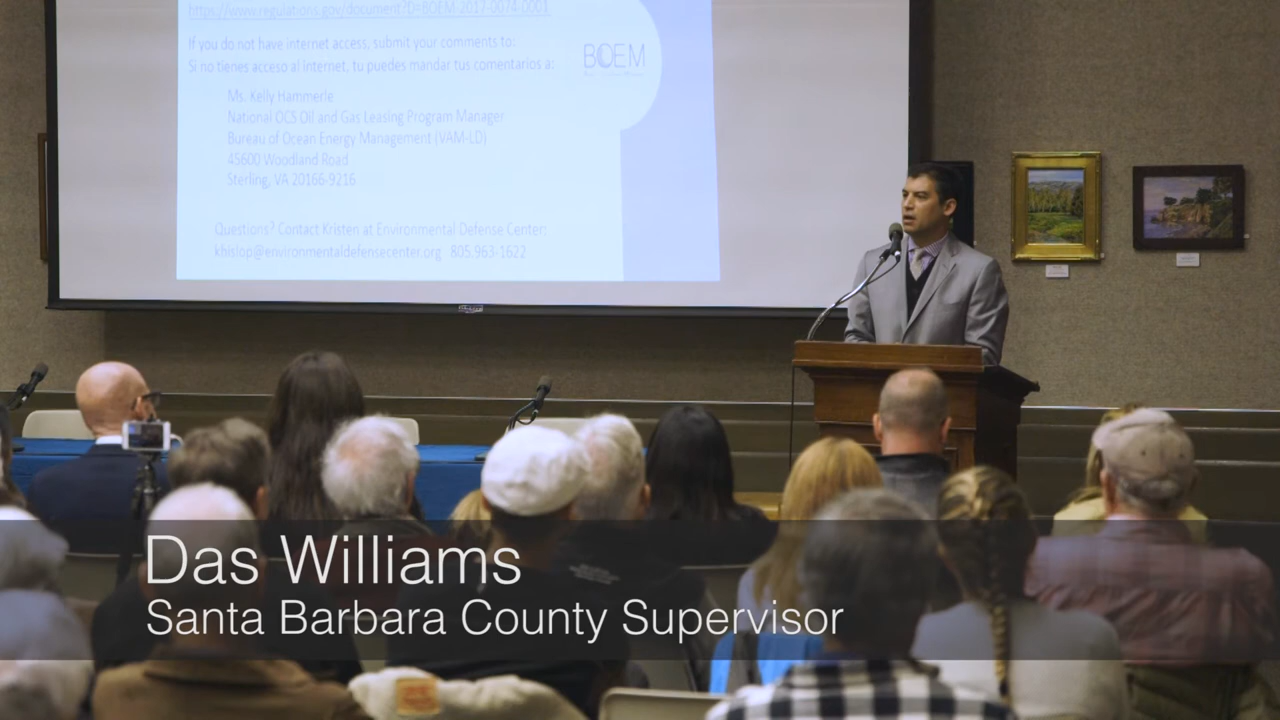 https://www.regulations.gov/document?D=BOEM-2017-0074-0001
If you do not have internet access, submit your comments to:
Si no tienes acceso al internet, tu puedes mandar tus comentarios a:
BOEM
Ms. Kelly Hammerle
National OCS Oil and Gas Leasing Program Manager
Bureau of Ocean Energy Management (VAM-LD)
45600 Woodland Road
Sterling, VA 20166-9216
Questions? Contact Kristen at Environmental Defense Center:
khislop@environmentaldefensecenter.org 805.963-1622
Das Williams
Santa Barbara County Supervisor